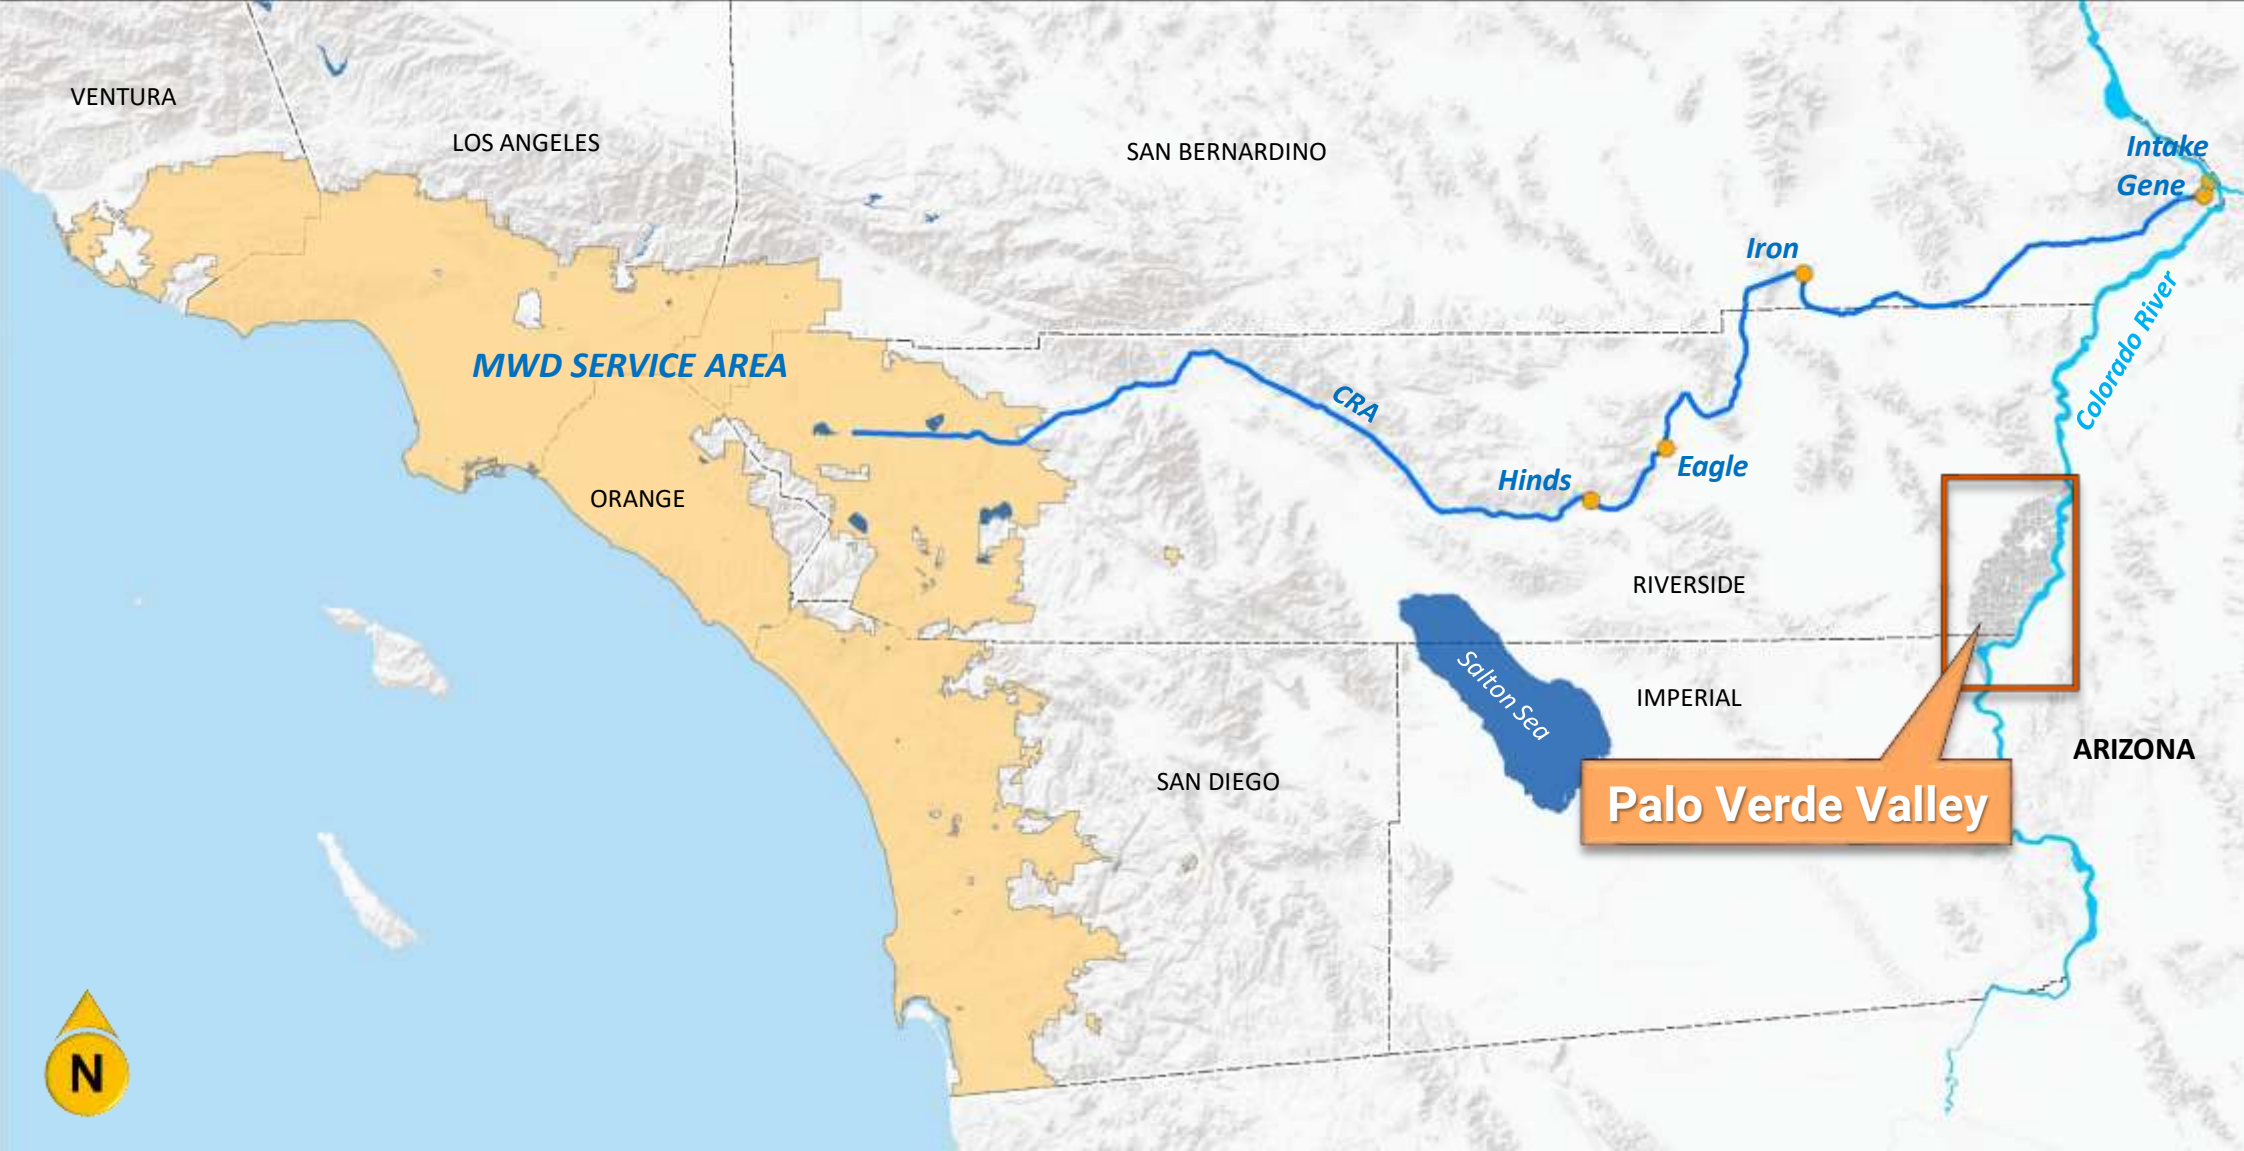 VENTURA
LOS ANGELES
SAN BERNARDINO
Intake
Gene
Iron
Colorado River
MWD SERVICE AREA
CRA
Hinds
Eagle
ORANGE
RIVERSIDE
Salton Sea
IMPERIAL
ARIZONA
SAN DIEGO
Palo Verde Valley
N